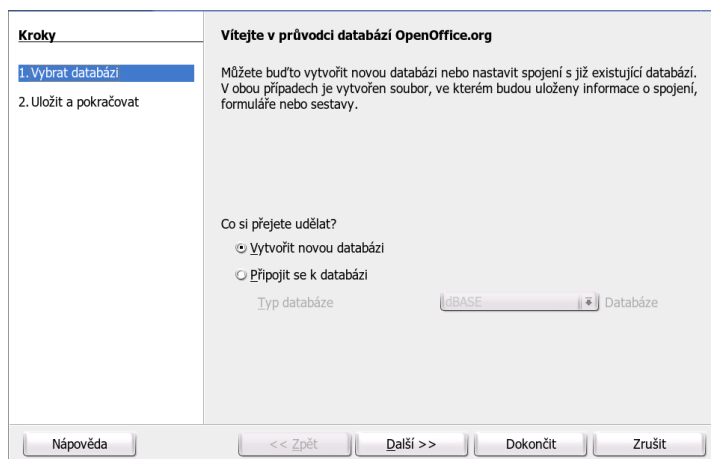 Kroky
1. Vybrat databázi
2. Uložit a pokračovat
Vítejte v průvodci databází OpenOffice.org
Můžete buďto vytvořit novou databázi nebo nastavit spojení s již existující databází.
V obou případech je vytvořen soubor, ve kterém budou uloženy informace o spojení,
formuláře nebo sestavy.
Co si přejete udělat?
Vytvořit novou databázi
Připojit se k databázi
Typ databáze dBASE Databáze
Nápověda << Zpět Další >> Dokončit Zrušit